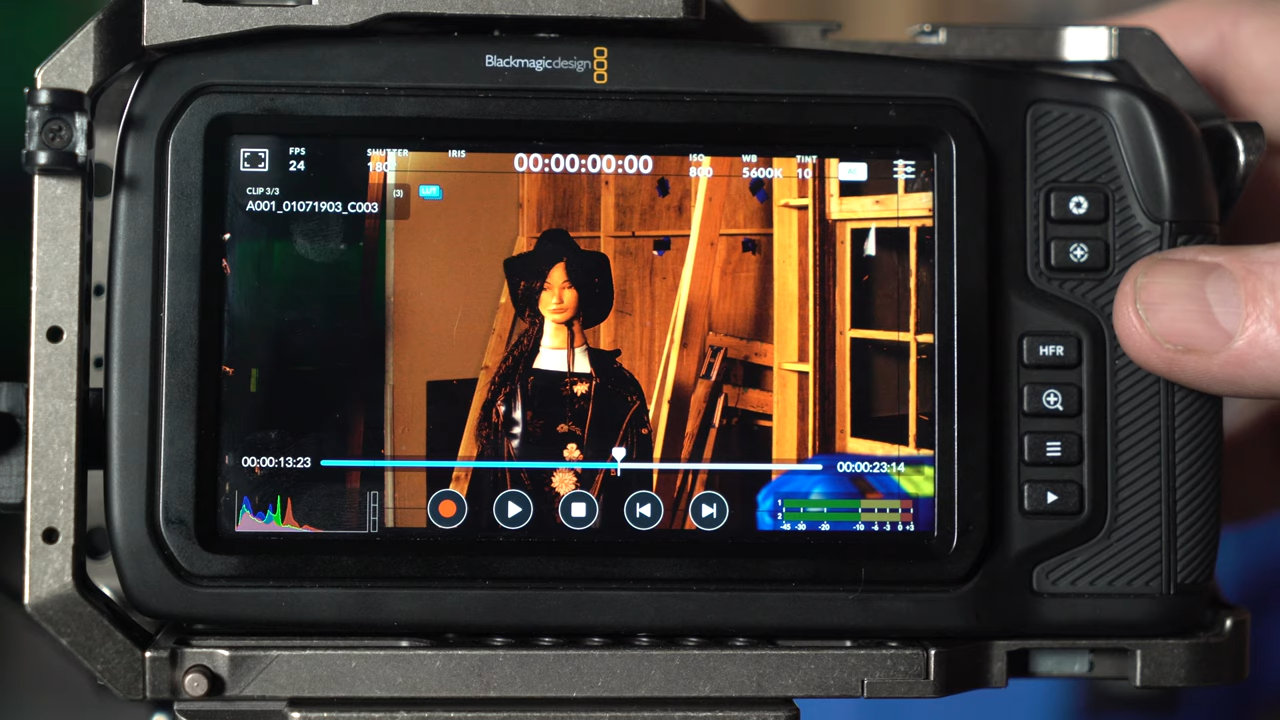 Blackmagicdesign
FPS
24
SHUTTER
180°
IRIS
00:00:00:00
ISO
800
WB
5600K
TINT
10
CLIP 3/3
A001_01071903_C003
(3)
LUT
HFR
00:00:13:23
00:00:23:14
1
2
-45 -30 -20 -10 -6 -3 0 +3